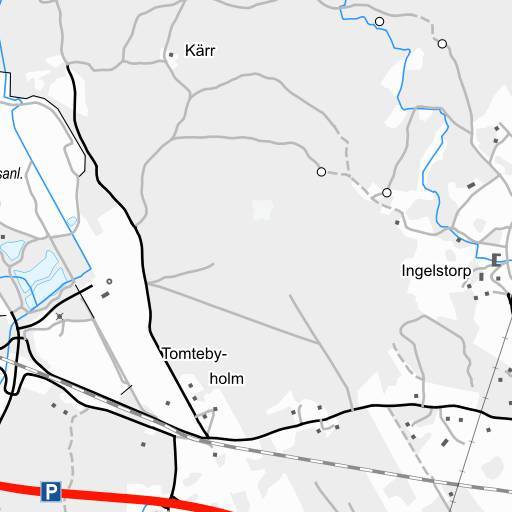 Kärr
sanl.
Ingelstorp
E
Tomteby-
holm
P